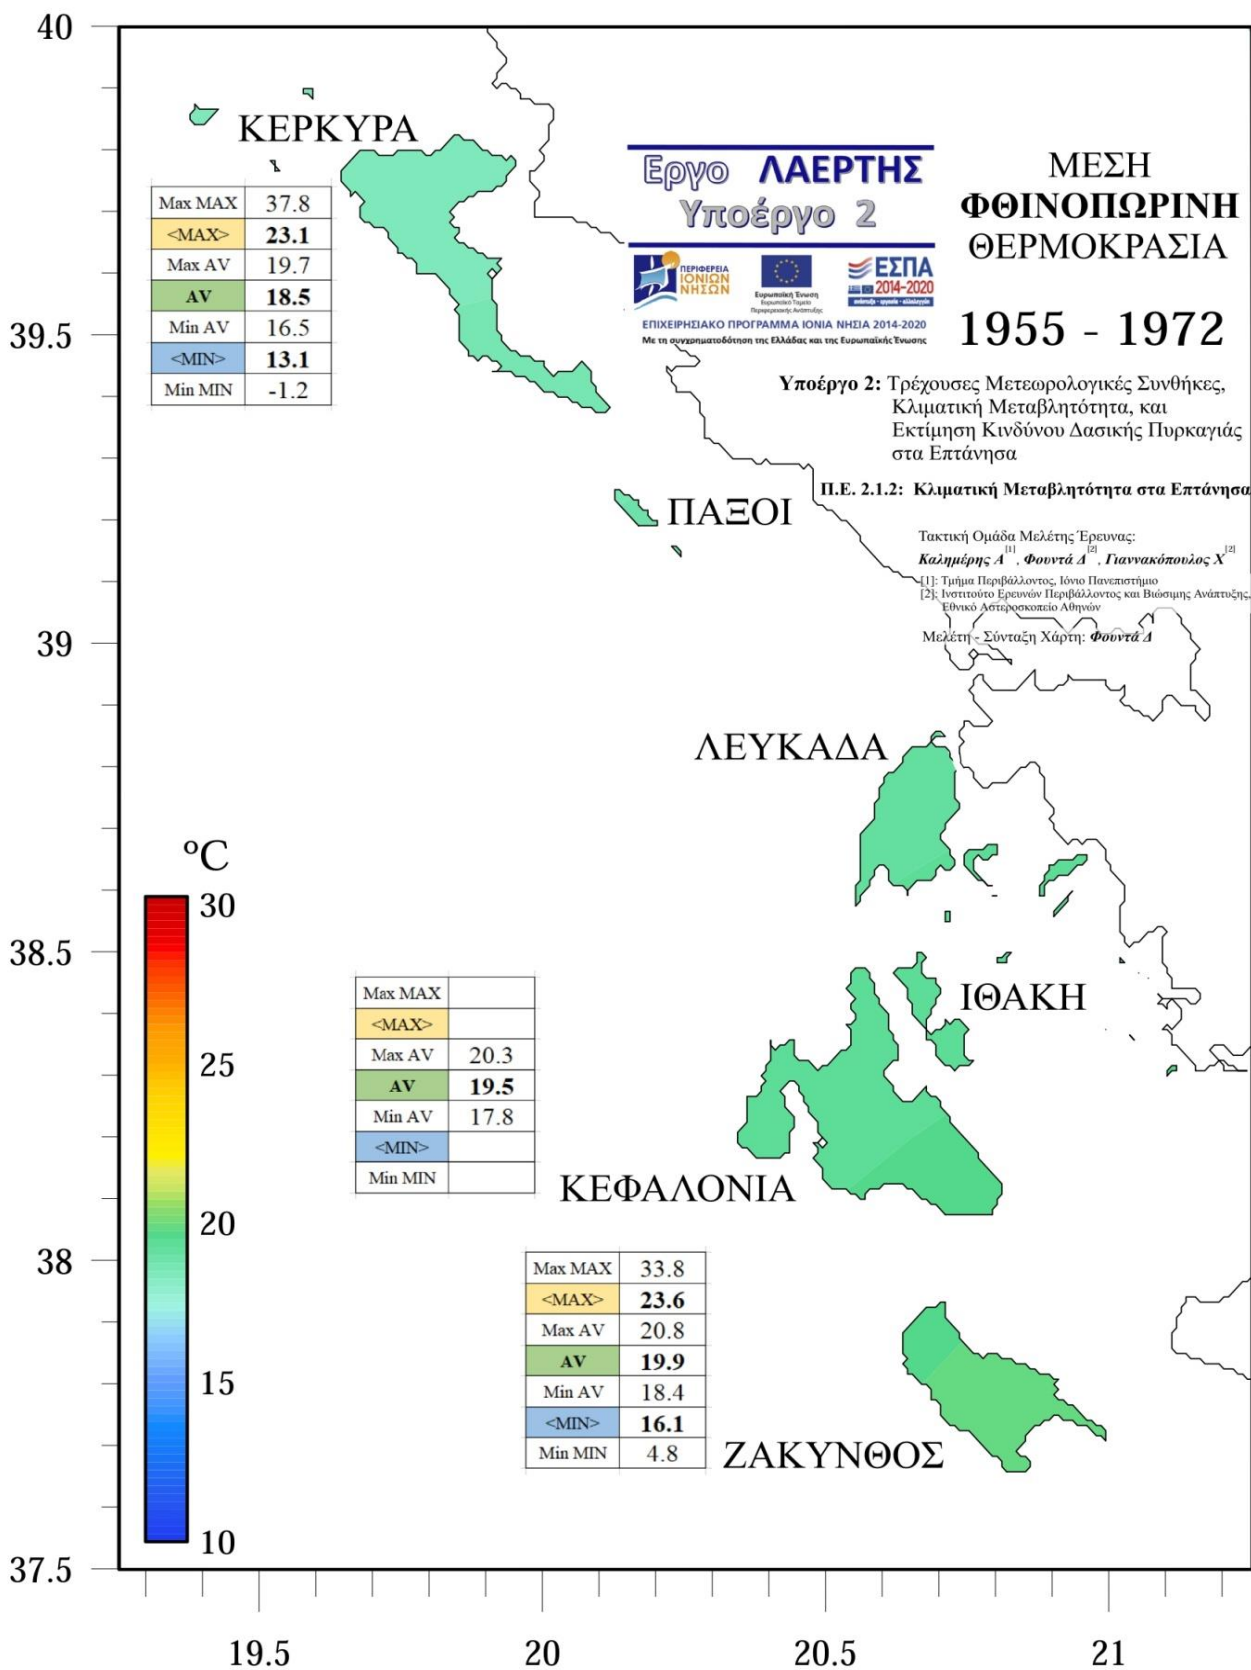 40
ΚΕΡΚΥΡΑ
Max MAX 37.8
<MAX> 23.1
Max AV 19.7
AV 18.5
Min AV 16.5
<MIN> 13.1
Min MIN -1.2
Εργο ΛΑΕΡΤΗΣ
Υποέργο 2
ΠΕΡΙΦΕΡΕΙΑ
ΙΟΝΙΩΝ
ΝΗΣΩΝ
Ευρωπαϊκή Ένωση
Ευρωπαϊκό Ταμείο
Περιφερειακής Ανάπτυξης
ΕΣΠΑ
2014-2020
ανάπτυξη - εργασία - αλληλεγγύη
ΕΠΙΧΕΙΡΗΣΙΑΚΟ ΠΡΟΓΡΑΜΜΑ ΙΟΝΙΑ ΝΗΣΙΑ 2014-2020
Με τη συγχρηματοδότηση της Ελλάδας και της Ευρωπαϊκής Ένωσης
ΜΕΣΗ
ΦΘΙΝΟΠΩΡΙΝΗ
ΘΕΡΜΟΚΡΑΣΙΑ
1955 - 1972
39.5
Υποέργο 2: Τρέχουσες Μετεωρολογικές Συνθήκες,
Κλιματική Μεταβλητότητα, και
Εκτίμηση Κινδύνου Δασικής Πυρκαγιάς
στα Επτάνησα
Π.Ε. 2.1.2: Κλιματική Μεταβλητότητα στα Επτάνησα
ΠΑΞΟΙ
Τακτική Ομάδα Μελέτης Έρευνας:
Καλημέρης Α[1], Φουντά Δ[2], Γιαννακόπουλος Χ[2]
[1]: Τμήμα Περιβάλλοντος, Ιόνιο Πανεπιστήμιο
[2]: Ινστιτούτο Ερευνών Περιβάλλοντος και Βιώσιμης Ανάπτυξης,
Εθνικό Αστεροσκοπείο Αθηνών
Μελέτη - Σύνταξη Χάρτη: Φουντά Δ
39
ΛΕΥΚΑΔΑ
ºC
30
25
20
15
10
38.5
ΙΘΑΚΗ
Max MAX
<MAX>
Max AV 20.3
AV 19.5
Min AV 17.8
<MIN>
Min MIN
ΚΕΦΑΛΟΝΙΑ
38
Max MAX 33.8
<MAX> 23.6
Max AV 20.8
AV 19.9
Min AV 18.4
<MIN> 16.1
Min MIN 4.8
ΖΑΚΥΝΘΟΣ
37.5
19.5 20 20.5 21